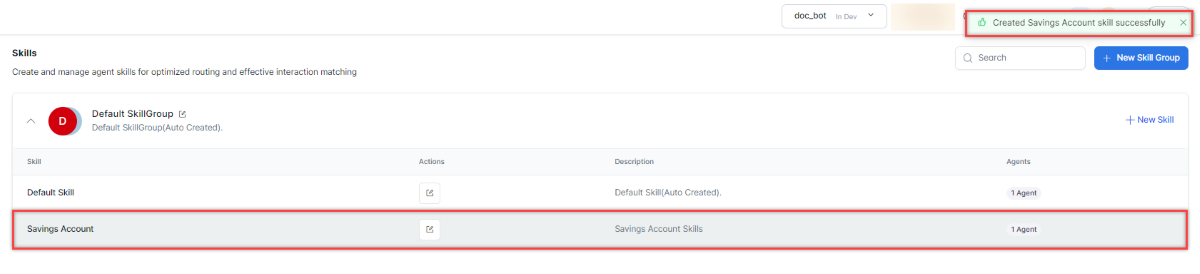 doc_bot In Dev
Created Savings Account skill successfully
Skills
Create and manage agent skills for optimized routing and effective interaction matching
Search
New Skill Group
D
Default SkillGroup
Default SkillGroup(Auto Created).
New Skill
Skill Actions Description Agents
Default Skill Default Skill(Auto Created). 1 Agent
Savings Account Savings Account Skills 1 Agent